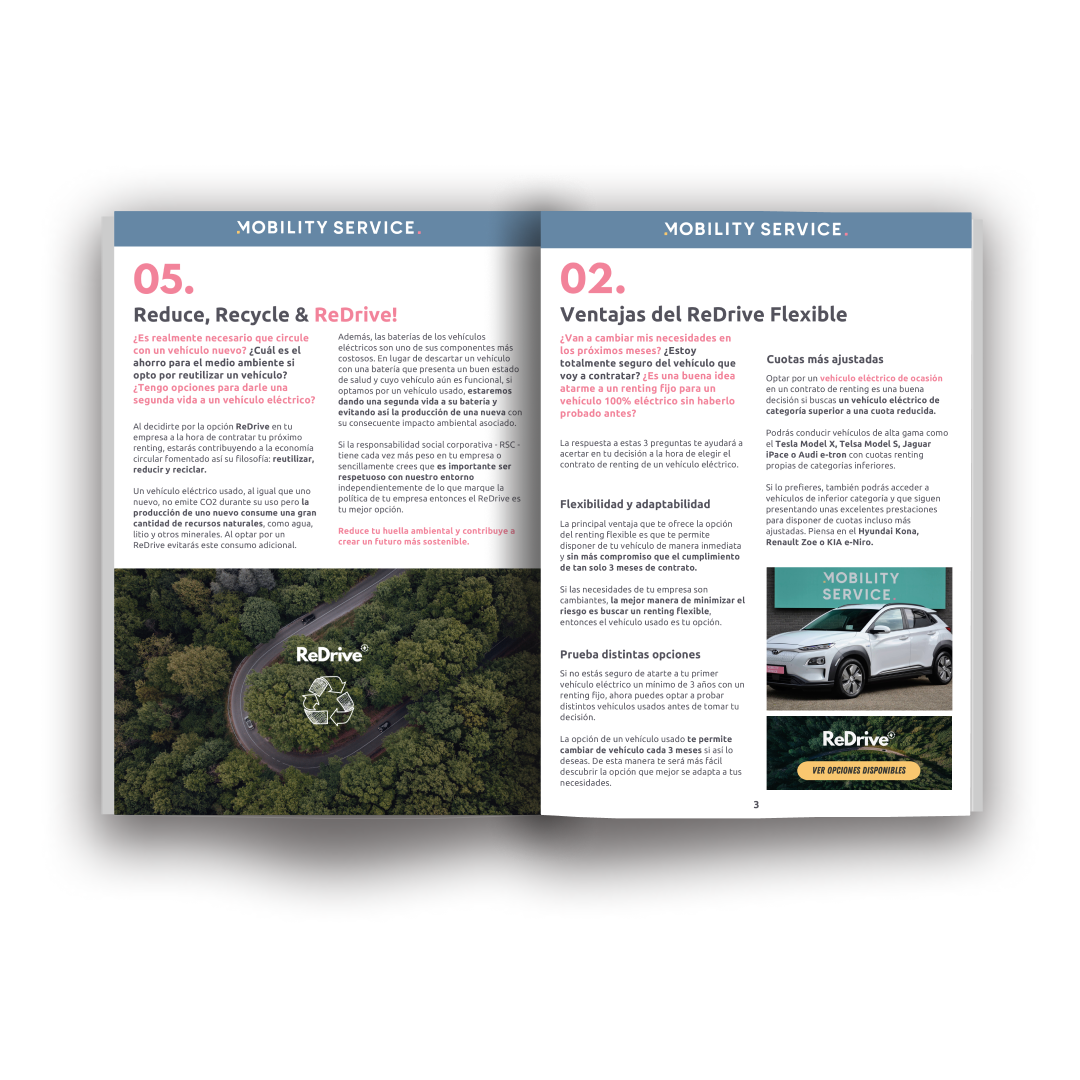 MOBILITY SERVICE.
05.
Reduce, Recycle & ReDrive!
¿Es realmente necesario que circule
con un vehículo nuevo? ¿Cuál es el
ahorro para el medio ambiente si
opto por reutilizar un vehículo?
¿Tengo opciones para darle una
segunda vida a un vehículo eléctrico?
Al decidirte por la opción ReDrive en tu
empresa a la hora de contratar tu próximo
renting, estarás contribuyendo a la economía
circular fomentado así su filosofía: reutilizar,
reducir y reciclar.
Un vehículo eléctrico usado, al igual que uno
nuevo, no emite CO2 durante su uso pero la
producción de uno nuevo consume una gran
cantidad de recursos naturales, como agua,
litio y otros minerales. Al optar por un
ReDrive evitarás este consumo adicional.
Además, las baterías de los vehículos
eléctricos son uno de sus componentes más
costosos. En lugar de descartar un vehículo
con una batería que presenta un buen estado
de salud y cuyo vehículo aún es funcional, si
optamos por un vehículo usado, estaremos
dando una segunda vida a su batería y
evitando así la producción de una nueva con
su consecuente impacto ambiental asociado.
Si la responsabilidad social corporativa - RSC -
tiene cada vez más peso en tu empresa o
sencillamente crees que es importante ser
respetuoso con nuestro entorno
independientemente de lo que marque la
política de tu empresa entonces el ReDrive es
tu mejor opción.
Reduce tu huella ambiental y contribuye a
crear un futuro más sostenible.
ReDrive
MOBILITY SERVICE.
02.
Ventajas del ReDrive Flexible
¿Van a cambiar mis necesidades en
los próximos meses? ¿Estoy
totalmente seguro del vehículo que
voy a contratar? ¿Es una buena idea
atarme a un renting fijo para un
vehículo 100% eléctrico sin haberlo
probado antes?
La respuesta a estas 3 preguntas te ayudará a
acertar en tu decisión a la hora de elegir el
contrato de renting de un vehículo eléctrico.
Flexibilidad y adaptabilidad
La principal ventaja que te ofrece la opción
del renting flexible es que te permite
disponer de tu vehículo de manera inmediata
y sin más compromiso que el cumplimiento
de tan solo 3 meses de contrato.
Si las necesidades de tu empresa son
cambiantes, la mejor manera de minimizar el
riesgo es buscar un renting flexible,
entonces el vehículo usado es tu opción.
Prueba distintas opciones
Si no estás seguro de atarte a tu primer
vehículo eléctrico un mínimo de 3 años con un
renting fijo, ahora puedes optar a probar
distintos vehículos usados antes de tomar tu
decisión.
La opción de un vehículo usado te permite
cambiar de vehículo cada 3 meses si así lo
deseas. De esta manera te será más fácil
descubrir la opción que mejor se adapta a tus
necesidades.
Cuotas más ajustadas
Optar por un vehículo eléctrico de ocasión
en un contrato de renting es una buena
decisión si buscas un vehículo eléctrico de
categoría superior a una cuota reducida.
Podrás conducir vehículos de alta gama como
el Tesla Model X, Telsa Model S, Jaguar
iPace o Audi e-tron con cuotas renting
propias de categorías inferiores.
Si lo prefieres, también podrás acceder a
vehículos de inferior categoría y que siguen
presentando unas excelentes prestaciones
para disponer de cuotas incluso más
ajustadas. Piensa en el Hyundai Kona,
Renault Zoe o KIA e-Niro.
MOBILITY
SERVICE.
ReDrive
VER OPCIONES DISPONIBLES
3